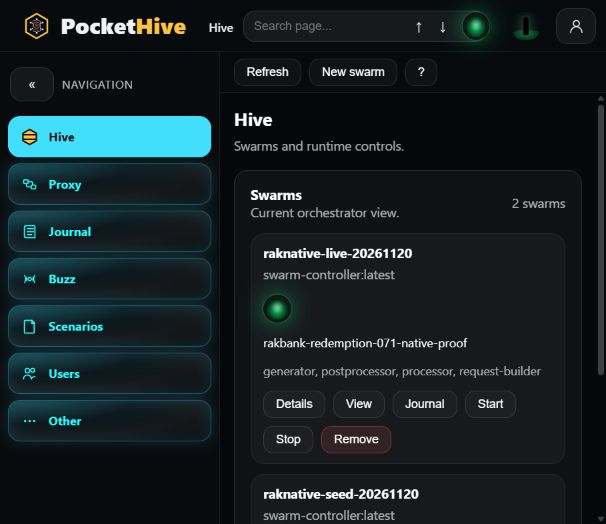 PocketHive
Hive
Search page...
↑ ↓
« NAVIGATION
Hive
Proxy
Journal
Buzz
Scenarios
Users
Other
Refresh
New swarm
?
Hive
Swarms and runtime controls.
Swarms
Current orchestrator view.
2 swarms
raknative-live-20261120
swarm-controller:latest
rakbank-redemption-071-native-proof
generator, postprocessor, processor, request-builder
Details
View
Journal
Start
Stop
Remove
raknative-seed-20261120
swarm-controller:latest